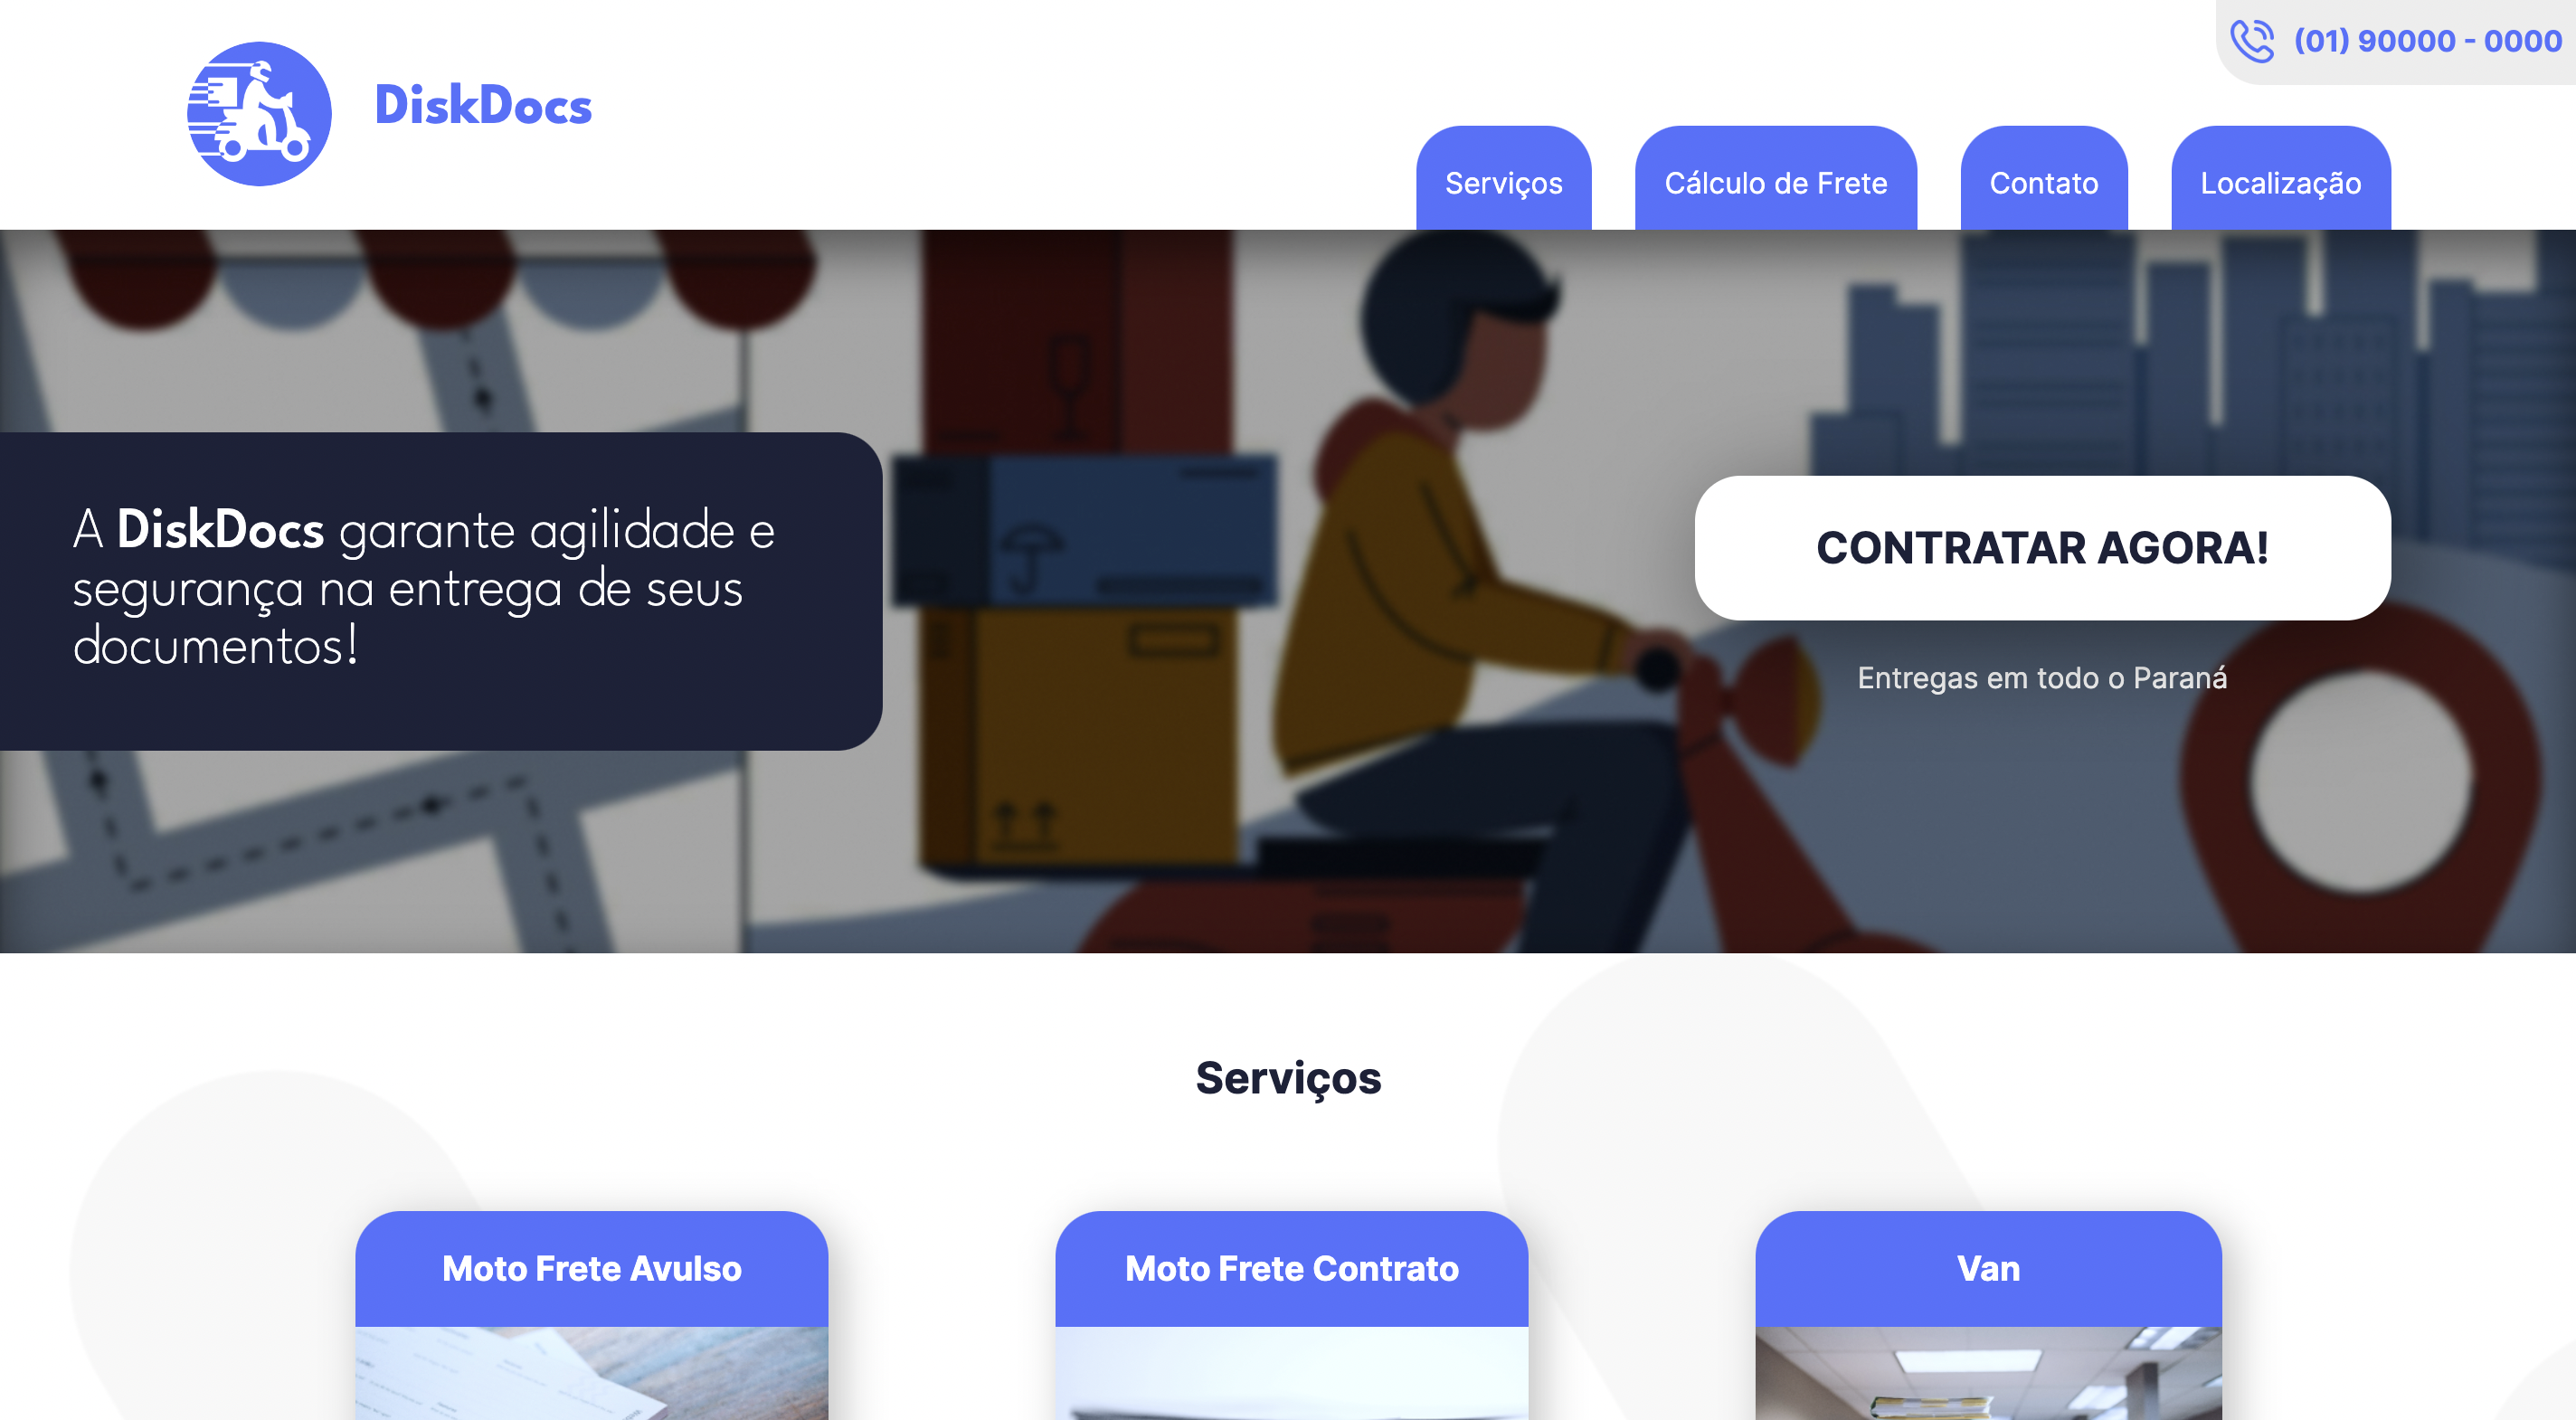 (01) 90000 - 0000
DiskDocs
Serviços
Cálculo de Frete
Contato
Localização
A DiskDocs garante agilidade e
segurança na entrega de seus
documentos!
CONTRATAR AGORA!
Entregas em todo o Paraná
Serviços
Moto Frete Avulso
Moto Frete Contrato
Van